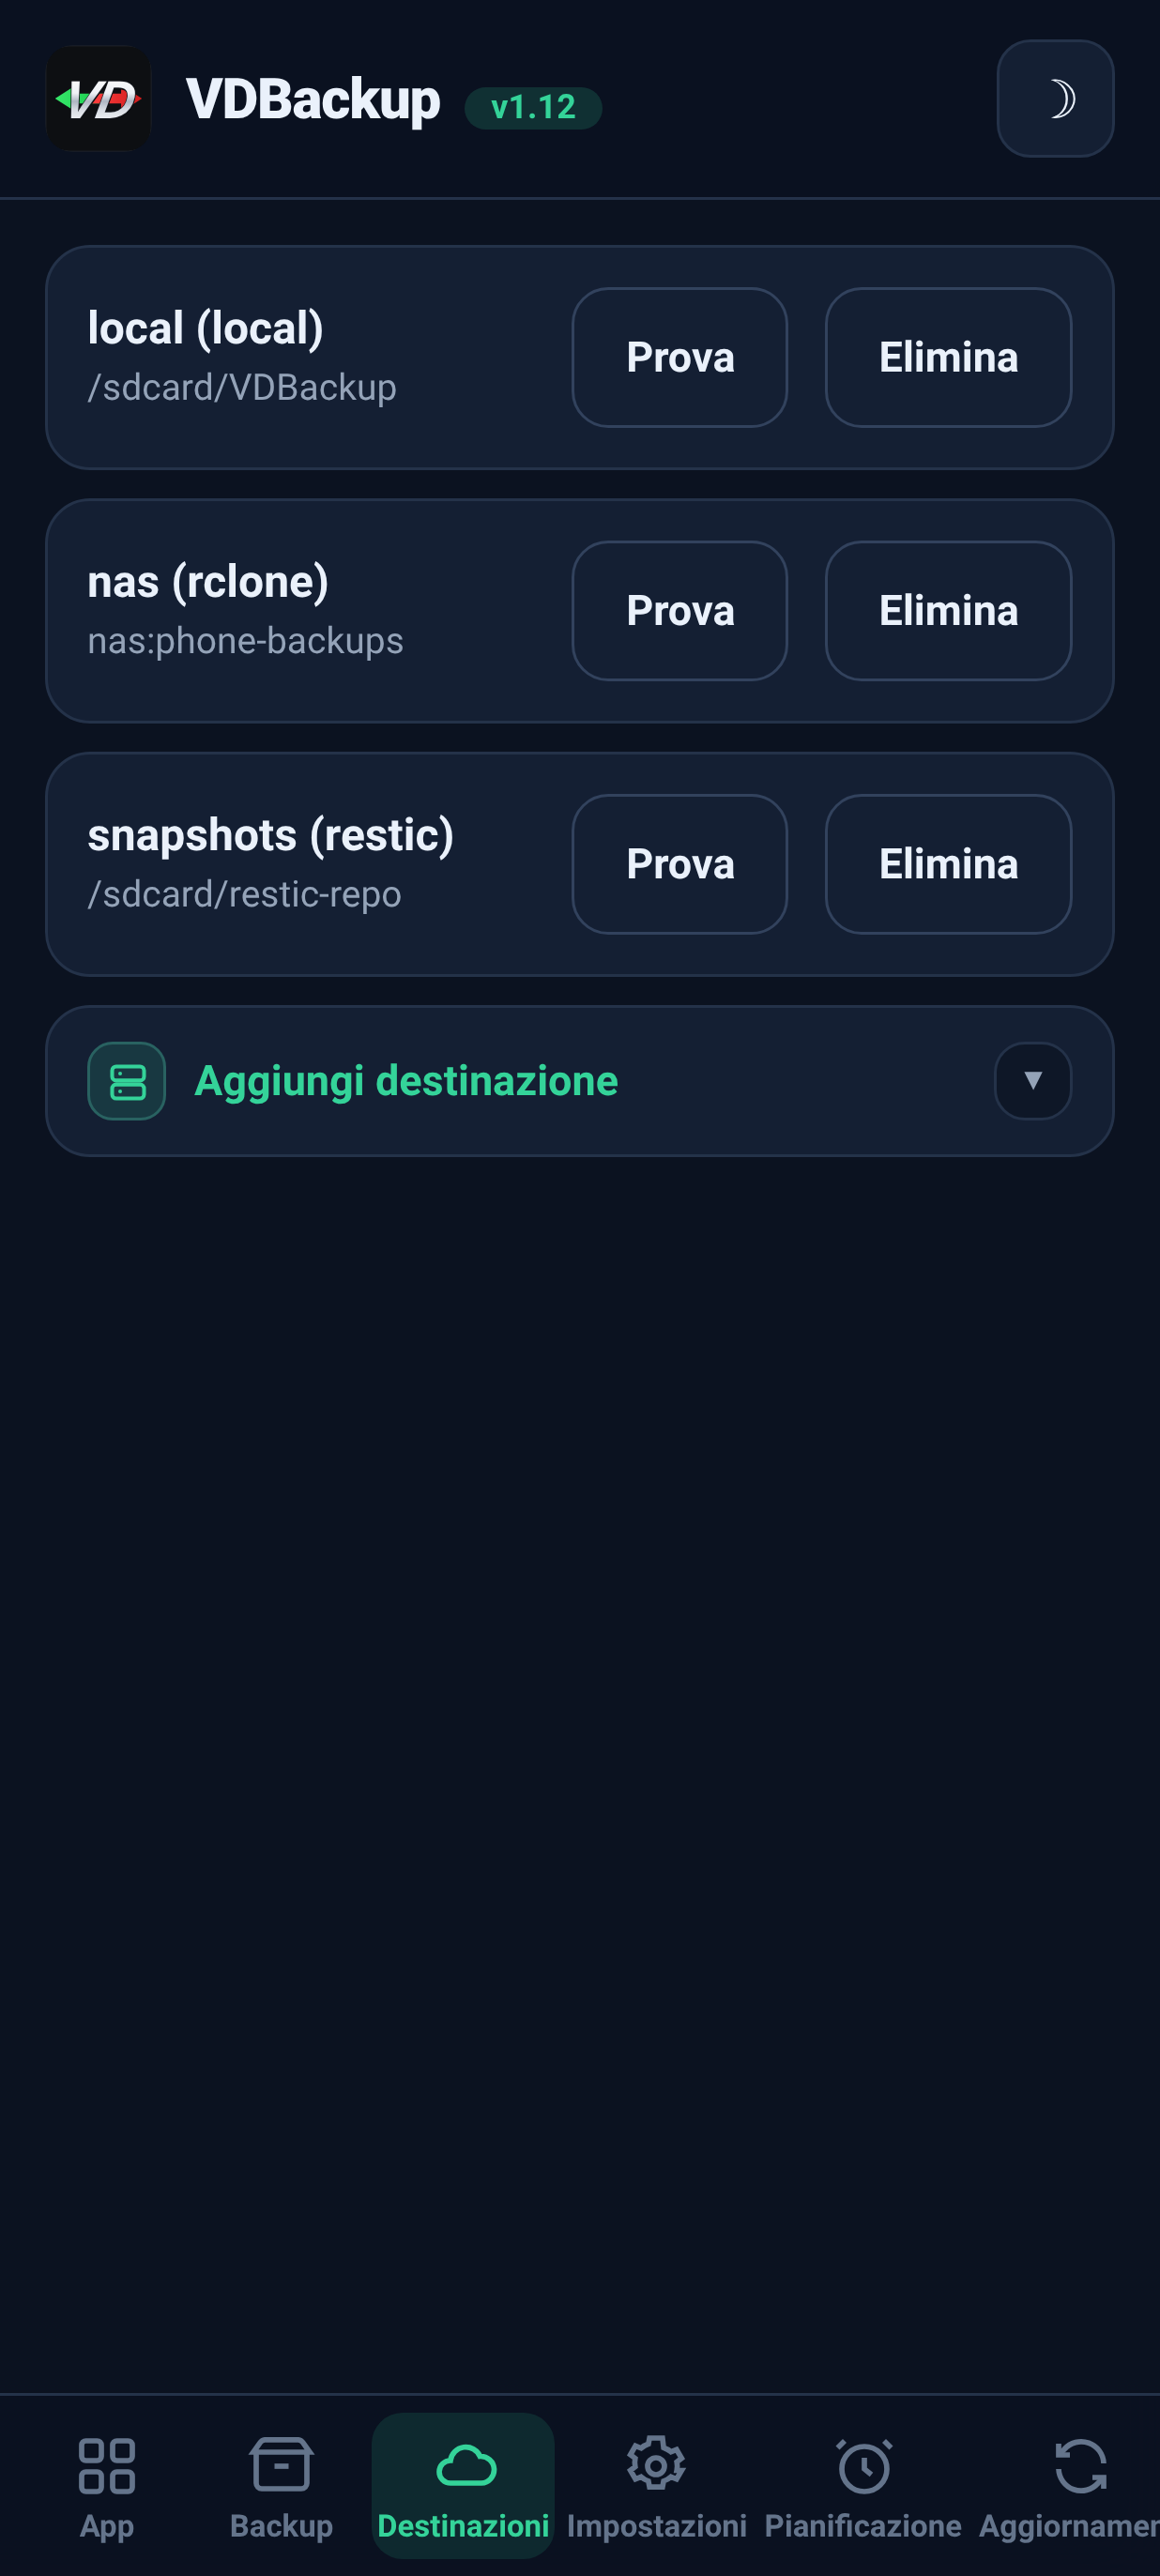 VD
VDBackup v1.12
local (local)
/sdcard/VDBackup
Prova Elimina
nas (rclone)
nas:phone-backups
Prova Elimina
snapshots (restic)
/sdcard/restic-repo
Prova Elimina
Aggiungi destinazione
App Backup Destinazioni Impostazioni Pianificazione